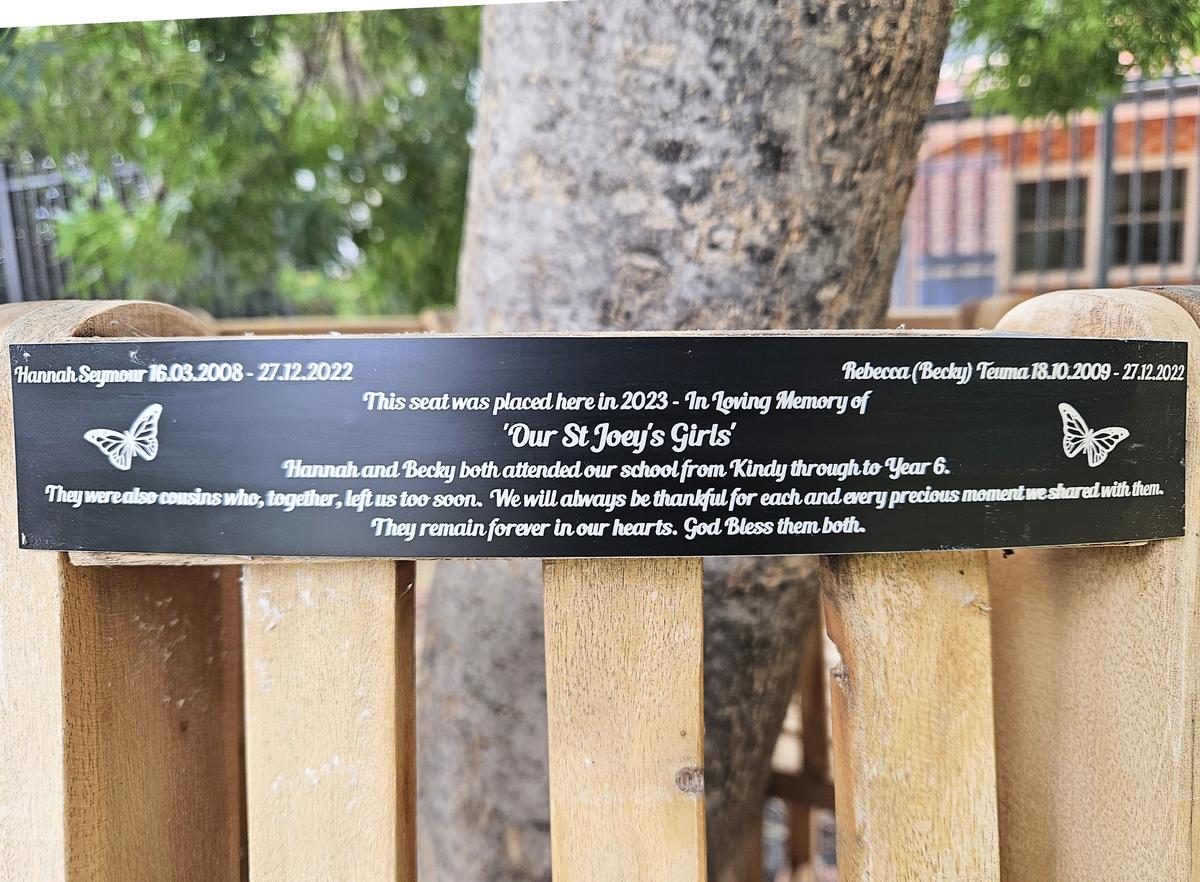 Hannah Seymour 16.03.2008 - 27.12.2022
Rebecca (Becky) Teuma 18.10.2009 - 27.12.2022
This seat was placed here in 2023 - In Loving Memory of
'Our St Joey's Girls'
Hannah and Becky both attended our school from Kindy through to Year 6.
They were also cousins who, together, left us too soon. We will always be thankful for each and every precious moment we shared with them.
They remain forever in our hearts. God Bless them both.